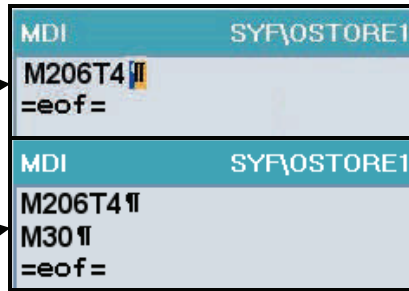 MDI SYF\OSTORE1
M206T4¶
=eof=
MDI SYF\OSTORE1
M206T4¶
M30¶
=eof=